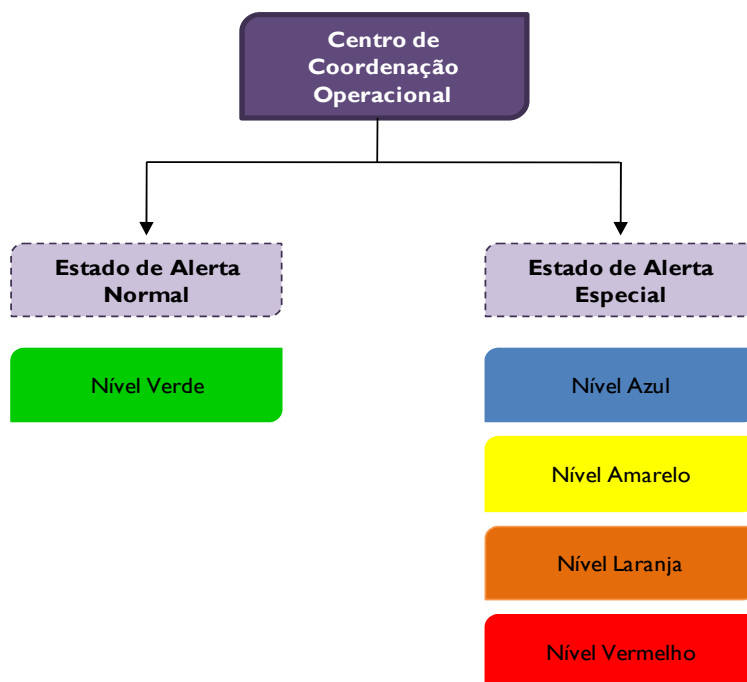 Centro de
Coordenação
Operacional
Estado de Alerta
Normal
Estado de Alerta
Especial
Nível Verde
Nível Azul
Nível Amarelo
Nível Laranja
Nível Vermelho